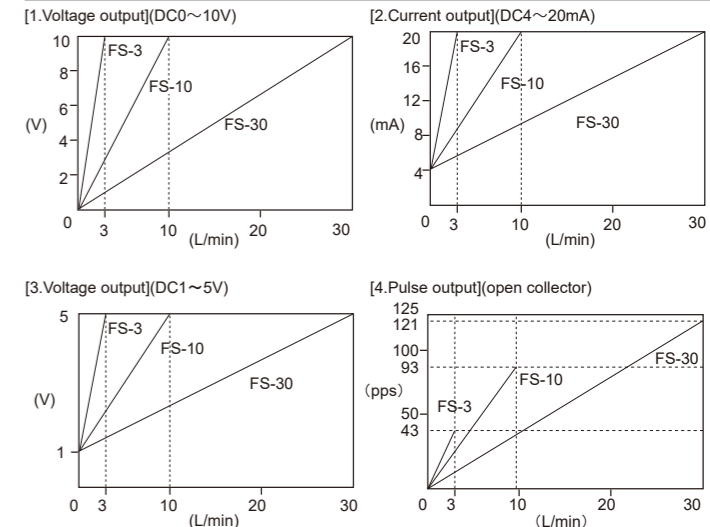 [1.Voltage output](DC0～10V)
10
8
6
(V)
4
2
0
3
10
20
30
(L/min)
FS-3
FS-10
FS-30
[2.Current output](DC4～20mA)
20
16
12
(mA)
8
4
0
3
10
20
30
(L/min)
FS-3
FS-10
FS-30
[3.Voltage output](DC1～5V)
5
(V)
1
0
3
10
20
30
(L/min)
FS-3
FS-10
FS-30
[4.Pulse output](open collector)
125
121
100
93
（pps）
50
43
0
3
10
20
30
（L/min）
FS-3
FS-10
FS-30